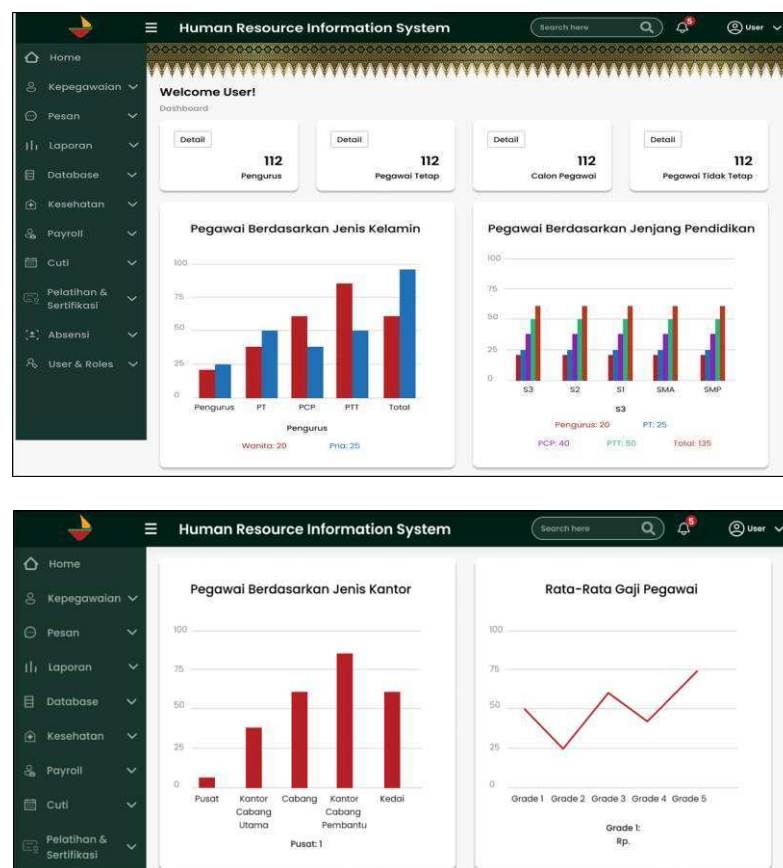 Human Resource Information System
Search here
5
User
Home
Kepegawaian
Pesan
Laporan
Database
Kesehatan
Payroll
Cuti
Pelatihan &
Sertifikasi
Absensi
User & Roles
Welcome User!
Dashboard
Detail
112
Pengurus
Detail
112
Pegawai Tetap
Detail
112
Calon Pegawai
Detail
112
Pegawai Tidak Tetap
Pegawai Berdasarkan Jenis Kelamin
100
75
50
25
0
Pengurus PT PCP PTT Total
Pengurus
Wanita: 20 Pria: 25
Pegawai Berdasarkan Jenjang Pendidikan
100
75
50
25
0
S3 S2 S1 SMA SMP
S3
Pengurus: 20 PT: 25
PCP: 40 PTT: 50 Total: 135
Human Resource Information System
Search here
5
User
Home
Kepegawaian
Pesan
Laporan
Database
Kesehatan
Payroll
Cuti
Pelatihan &
Sertifikasi
Pegawai Berdasarkan Jenis Kantor
100
75
50
25
0
Pusat Kantor Cabang Kantor Kedai
Cabang Cabang
Utama Pembantu
Pusat: 1
Rata-Rata Gaji Pegawai
100
75
50
25
0
Grade 1 Grade 2 Grade 3 Grade 4 Grade 5
Grade 1:
Rp.